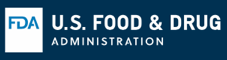 FDA
U.S. FOOD & DRUG
ADMINISTRATION